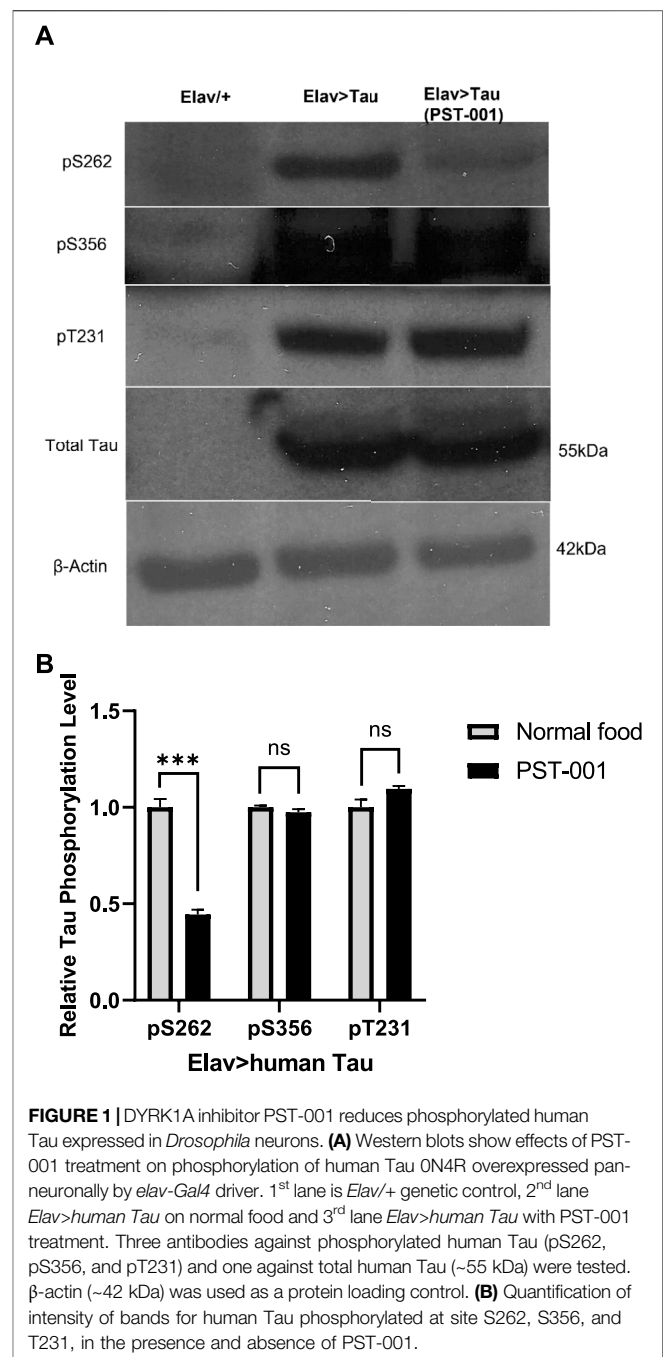 A
Elav/+ Elav>Tau Elav>Tau
(PST-001)
pS262
pS356
pT231
Total Tau 55kDa
β-Actin 42kDa
B
Relative Tau Phosphorylation Level
1.5
1.0
0.5
0.0
*** ns ns
Normal food
PST-001
pS262 pS356 pT231
Elav>human Tau
FIGURE 1 | DYRK1A inhibitor PST-001 reduces phosphorylated human
Tau expressed in Drosophila neurons. (A) Western blots show effects of PST-
001 treatment on phosphorylation of human Tau 0N4R overexpressed pan-
neuronally by elav-Gal4 driver. 1st lane is Elav/+ genetic control, 2nd lane
Elav>human Tau on normal food and 3rd lane Elav>human Tau with PST-001
treatment. Three antibodies against phosphorylated human Tau (pS262,
pS356, and pT231) and one against total human Tau (~55 kDa) were tested.
β-actin (~42 kDa) was used as a protein loading control. (B) Quantification of
intensity of bands for human Tau phosphorylated at site S262, S356, and
T231, in the presence and absence of PST-001.